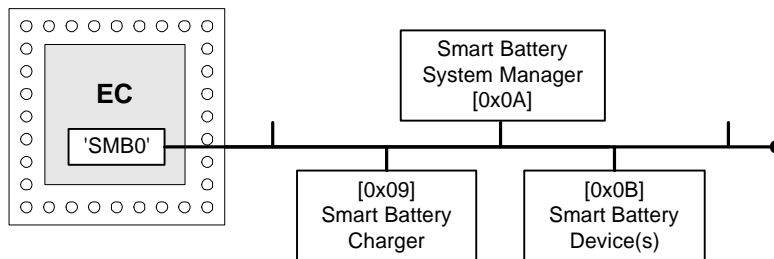 EC
'SMB0'
Smart Battery
System Manager
[0x0A]
[0x09]
Smart Battery
Charger
[0x0B]
Smart Battery
Device(s)